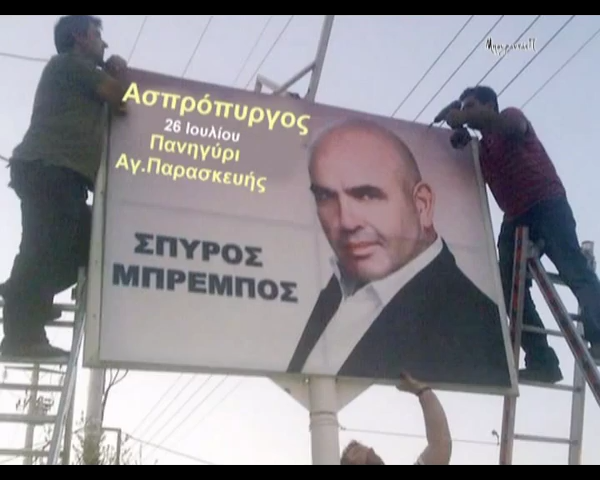 Ασπρόπυργος
26 Ιουλίου
Πανηγύρι
Αγ.Παρασκευής
ΣΠΥΡΟΣ
ΜΠΡΕΜΠΟΣ